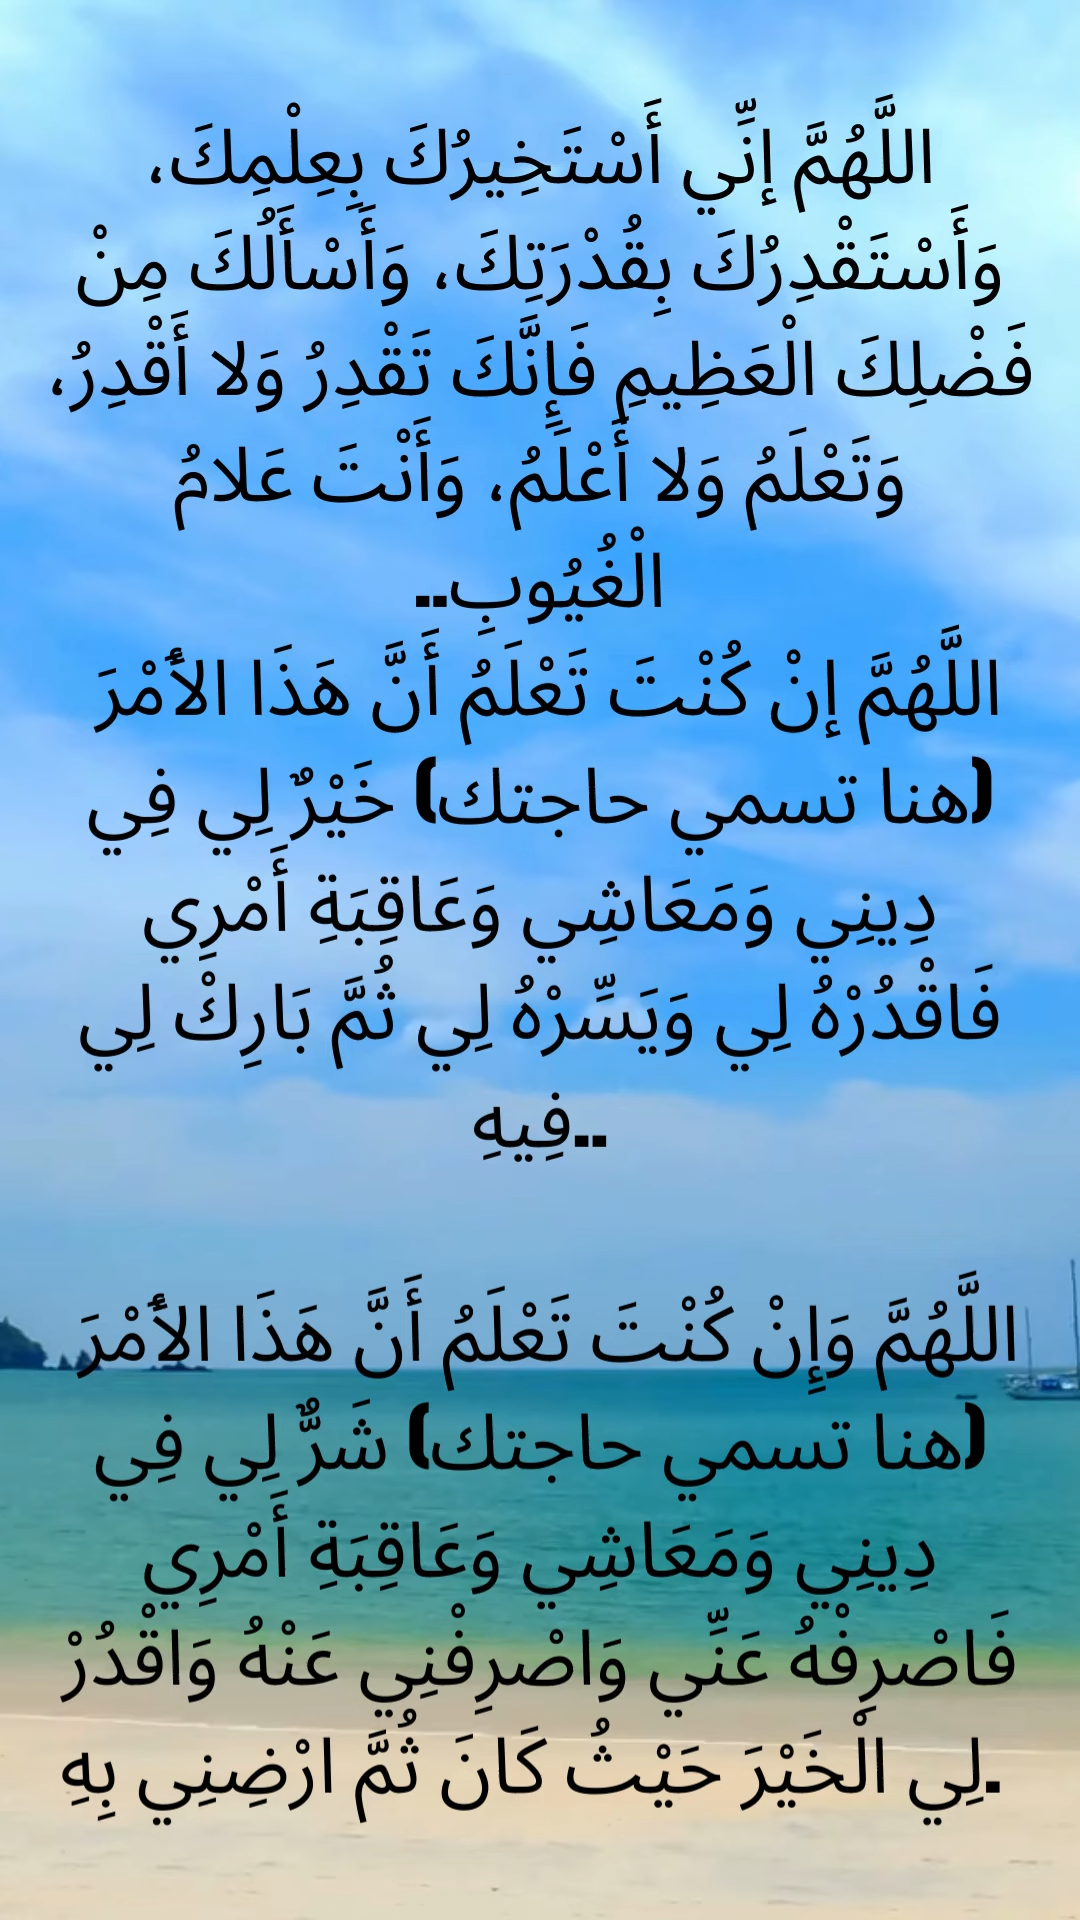 اللَّهُمَّ إنِّي أَسْتَخِيرُكَ بِعِلْمِكَ،
وَأَسْتَقْدِرُكَ بِقُدْرَتِكَ، وَأَسْأَلُكَ مِنْ
فَضْلِكَ الْعَظِيمِ فَإِنَّكَ تَقْدِرُ وَلا أَقْدِرُ،
وَتَعْلَمُ وَلا أَعْلَمُ، وَأَنْتَ عَلامُ
الْغُيُوبِ..
اللَّهُمَّ إنْ كُنْتَ تَعْلَمُ أَنَّ هَذَا الأَمْرَ
(هنا تسمي حاجتك) خَيْرٌ لِي فِي
دِينِي وَمَعَاشِي وَعَاقِبَةِ أَمْرِي
فَاقْدُرْهُ لِي وَيَسِّرْهُ لِي ثُمَّ بَارِكْ لِي
..فِيهِ
اللَّهُمَّ وَإِنْ كُنْتَ تَعْلَمُ أَنَّ هَذَا الأَمْرَ
(هنا تسمي حاجتك) شَرٌّ لِي فِي
دِينِي وَمَعَاشِي وَعَاقِبَةِ أَمْرِي
فَاصْرِفْهُ عَنِّي وَاصْرِفْنِي عَنْهُ وَاقْدُرْ
.لِي الْخَيْرَ حَيْثُ كَانَ ثُمَّ ارْضِنِي بِهِ